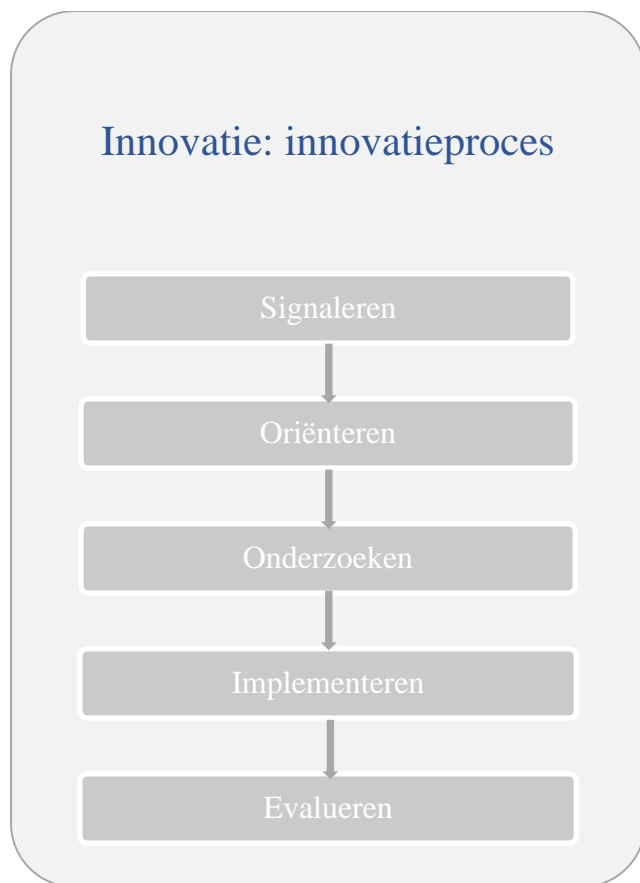 Innovatie: innovatieproces
Signaleren
Oriënteren
Onderzoeken
Implementeren
Evalueren